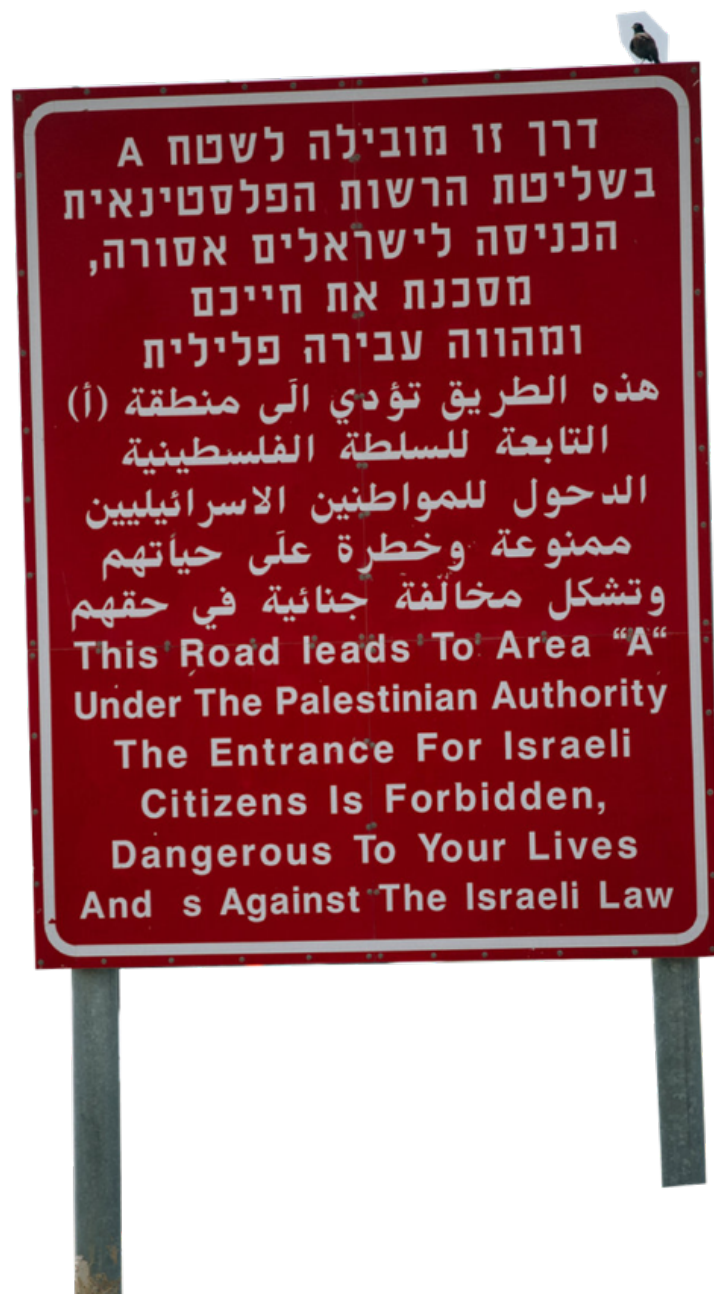 דרך זו מובילה לשטח A
בשליטת הרשות הפלסטינאית
הכניסה לישראלים אסורה,
מסכנת את חייכם
ומהווה עבירה פלילית
هذه الطريق تؤدي الَى منطقة (أ)
التابعة للسلطة الفلسطينية
الدحول للمواطنين الاسرائيليين
ممنوعة وخطرة علَى حياتهم
وتشكل مخالَفة جنائية في حقهم
This Road leads To Area “A“
Under The Palestinian Authority
The Entrance For Israeli
Citizens Is Forbidden,
Dangerous To Your Lives
And s Against The Israeli Law